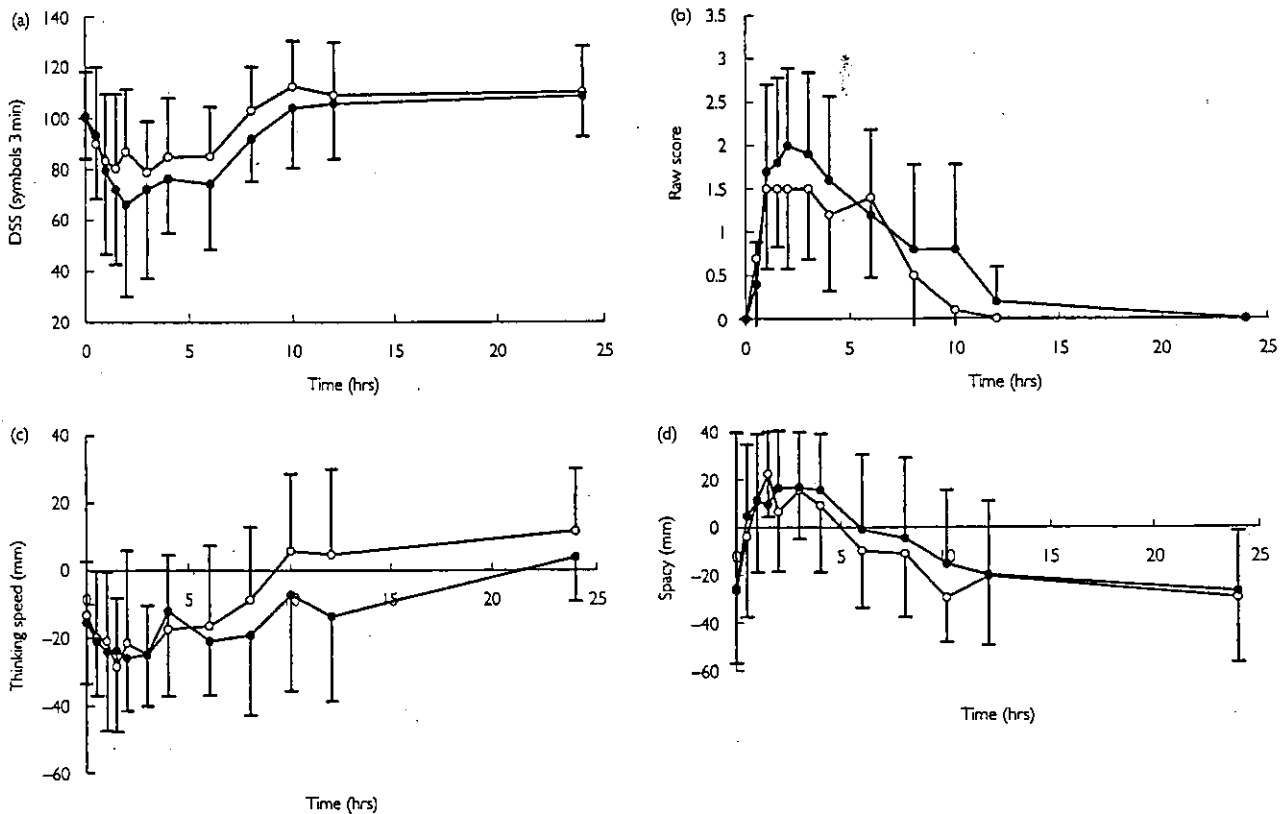 (a)
140
120
100
80
60
40
20
DSS (symbols 3 min)
0 5 10 15 20 25
Time (hrs)
(b)
3.5
3
2.5
2
1.5
1
0.5
0
Raw score
0 5 10 15 20 25
Time (hrs)
(c)
40
20
0
–20
–40
–60
Thinking speed (mm)
5 15 20 25
Time (hrs)
(d)
40
20
0
–20
–40
–60
Spacy (mm)
5 10 15 20 25
Time (hrs)